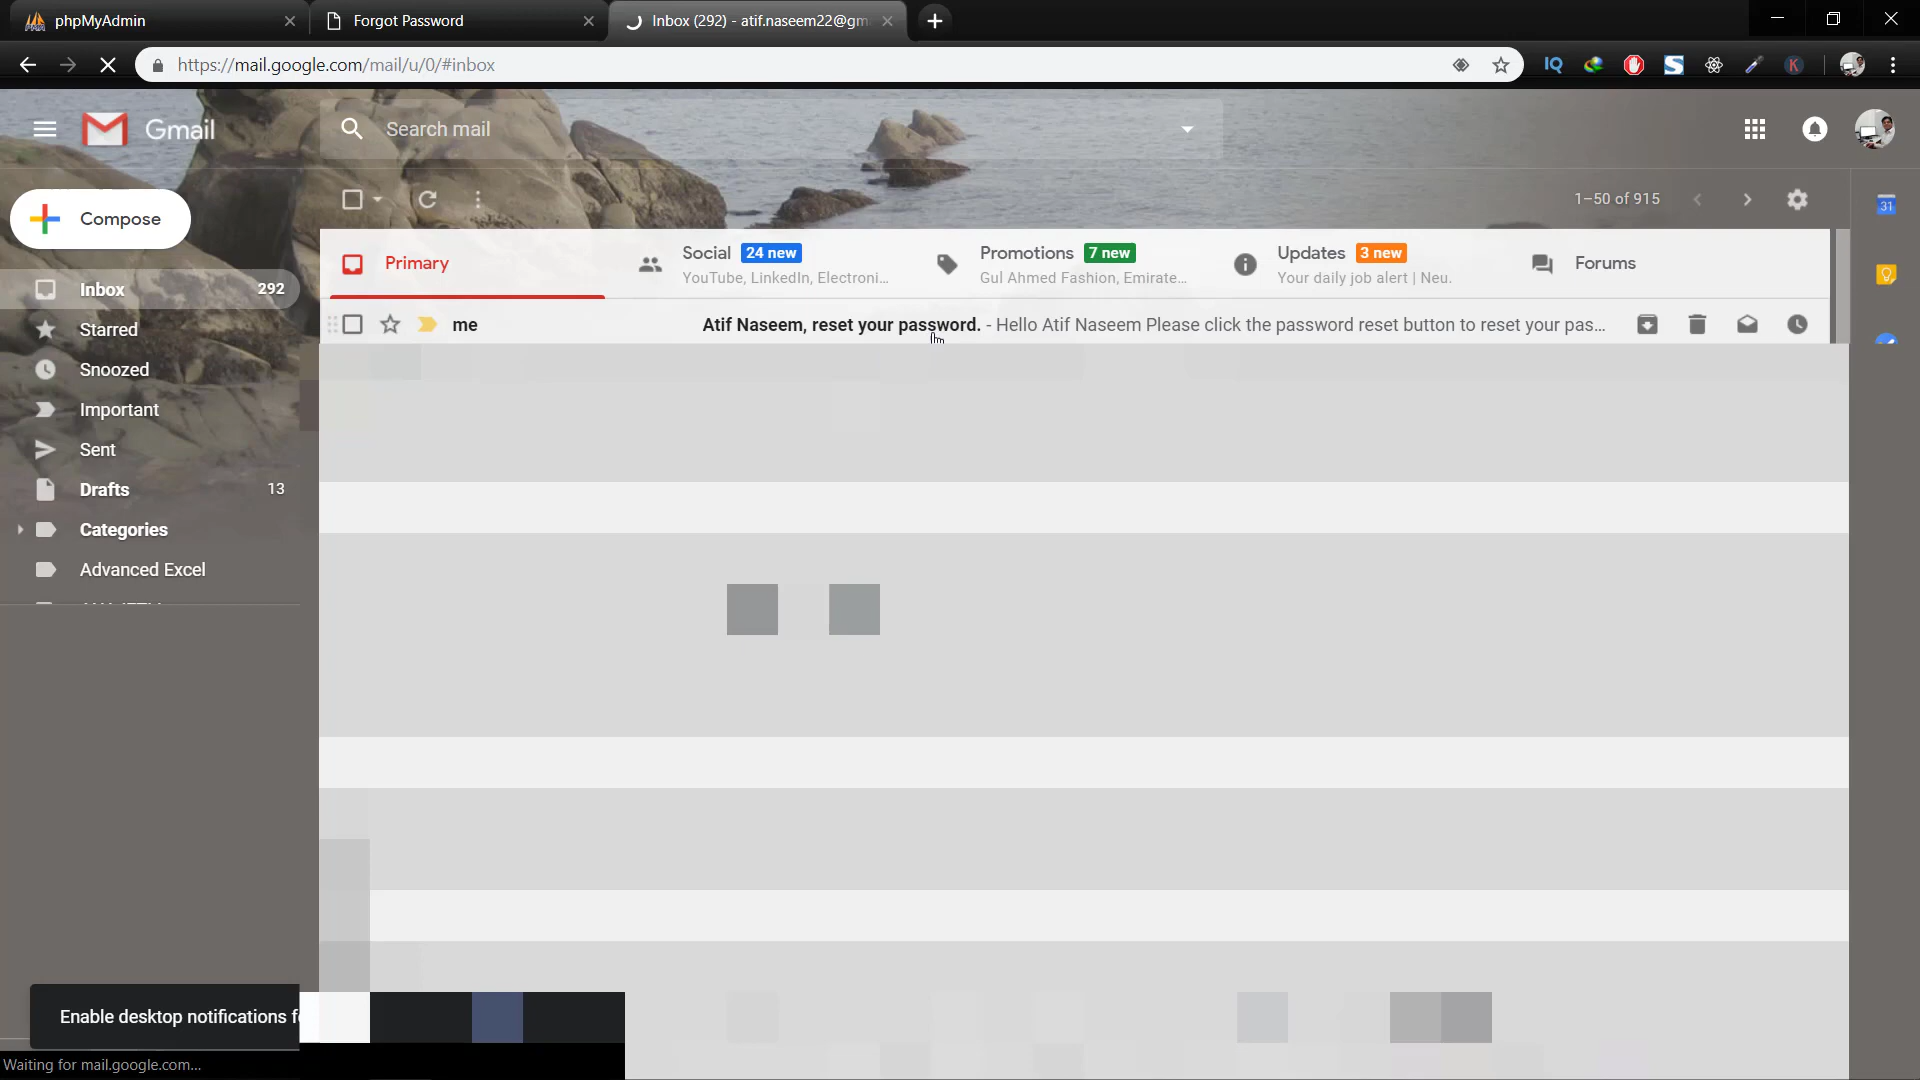 phpMyAdmin
Forgot Password
Inbox (292) - atif.naseem22@gm
https://mail.google.com/mail/u/0/#inbox
IQ
S
K
Gmail
Search mail
Compose
1–50 of 915
31
Primary
Social 24 new
YouTube, LinkedIn, Electroni...
Promotions 7 new
Gul Ahmed Fashion, Emirate...
Updates 3 new
Your daily job alert | Neu.
Forums
Inbox 292
me Atif Naseem, reset your password. - Hello Atif Naseem Please click the password reset button to reset your pas...
Starred
Snoozed
Important
Sent
Drafts 13
Categories
Advanced Excel
Enable desktop notifications f
Waiting for mail.google.com...